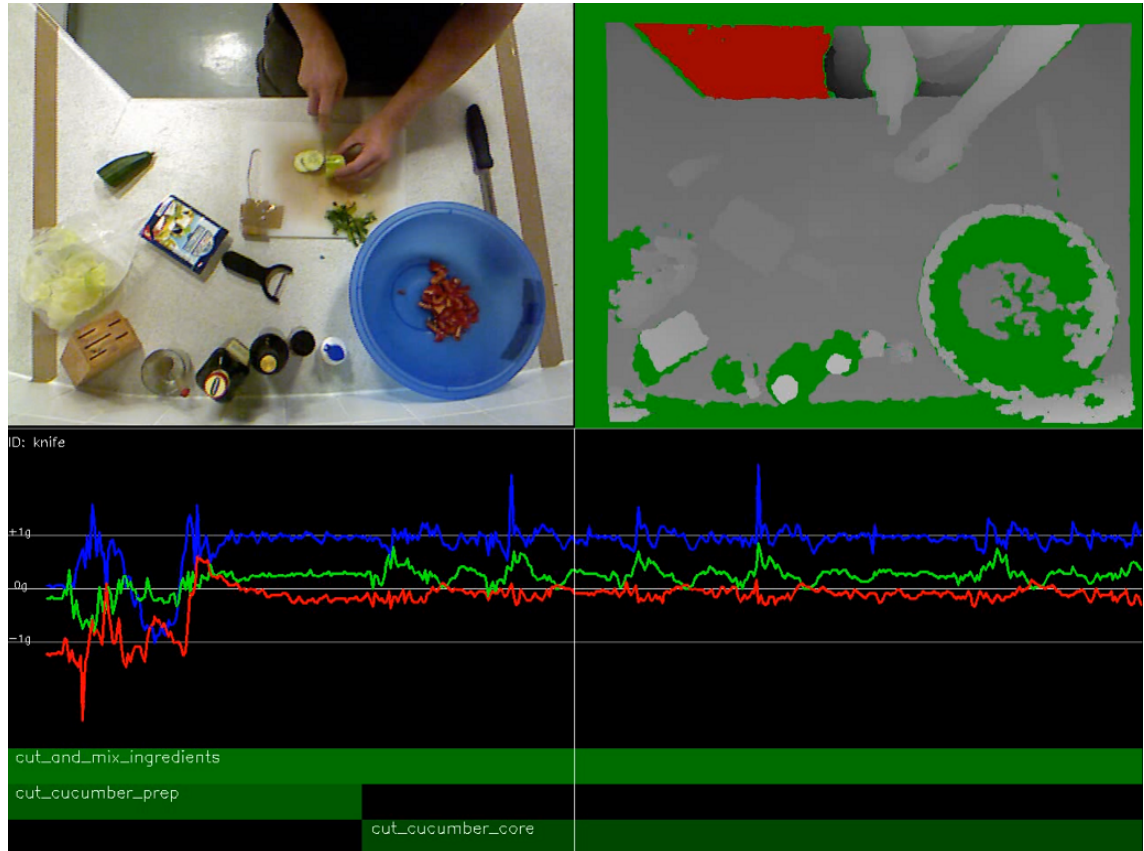 ID: knife
+1g
0g
-1g
cut_and_mix_ingredients
cut_cucumber_prep
cut_cucumber_core